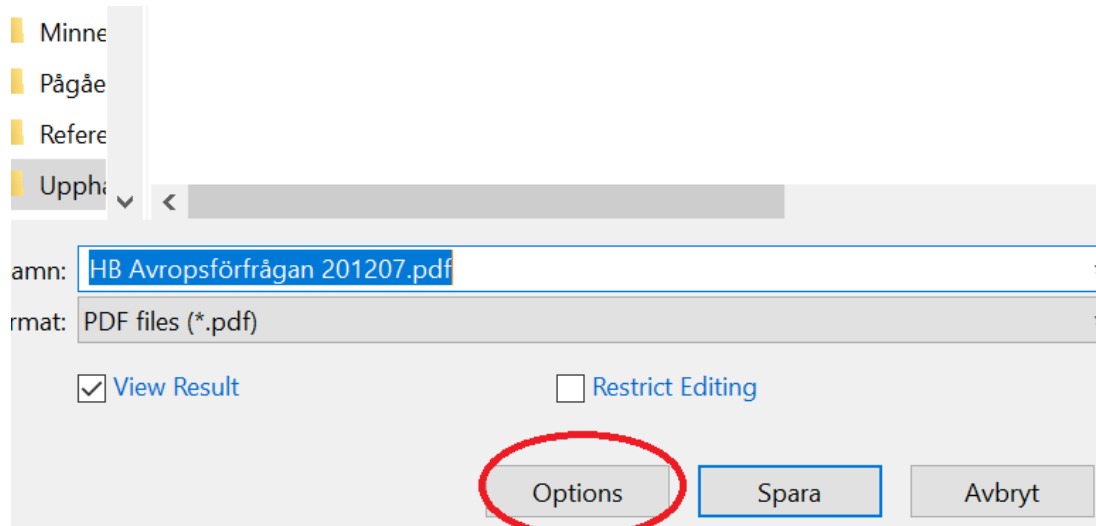 Minne
Pågåe
Refere
Uppha
amn: HB Avropsförfrågan 201207.pdf
rmat: PDF files (*.pdf)
View Result Restrict Editing
Options Spara Avbryt